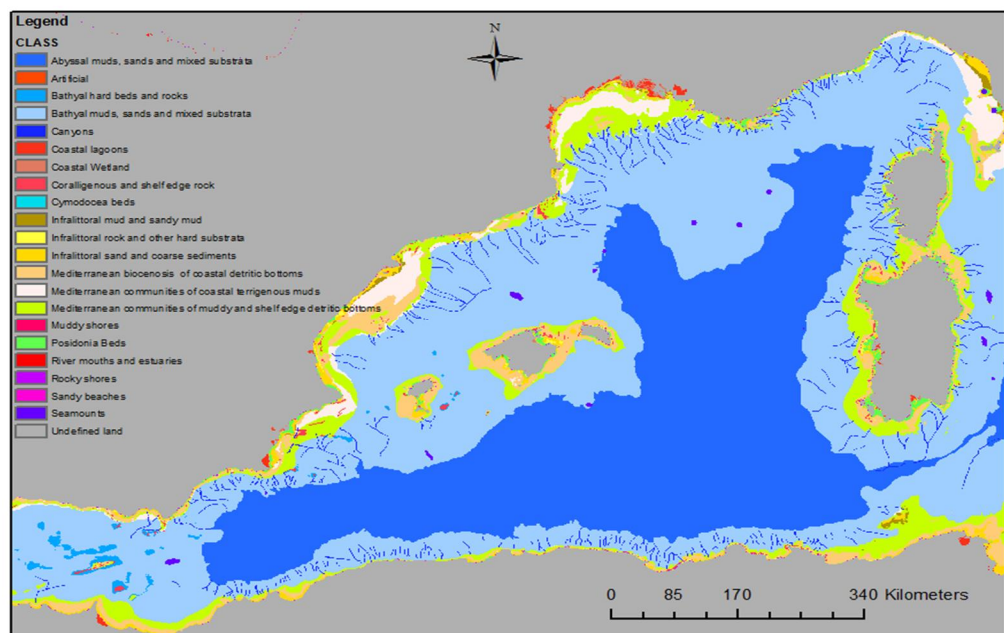 Legend
N
CLASS
Abyssal muds, sands and mixed substrata
Artificial
Bathyal hard beds and rocks
Bathyal muds, sands and mixed substrata
Canyons
Coastal lagoons
Coastal Wetland
Coralligenous and shelf edge rock
Cymodocea beds
Infralittoral mud and sandy mud
Infralittoral rock and other hard substrata
Infralittoral sand and coarse sediments
Mediterranean biocenosis of coastal detritic bottoms
Mediterranean communities of coastal terrigenous muds
Mediterranean communities of muddy and shelf edge detritic bottoms
Muddy shores
Posidonia Beds
River mouths and estuaries
Rocky shores
Sandy beaches
Seamounts
Undefined land
0 85 170 340 Kilometers